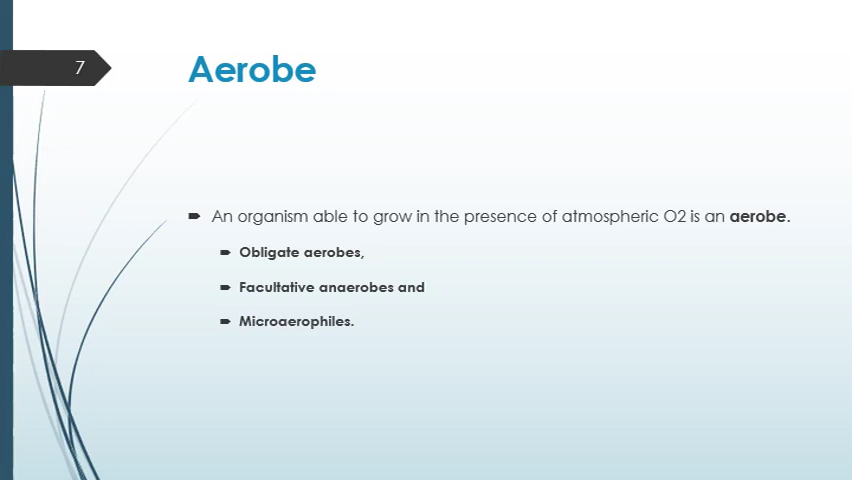 7
Aerobe
An organism able to grow in the presence of atmospheric O2 is an aerobe.
Obligate aerobes,
Facultative anaerobes and
Microaerophiles.